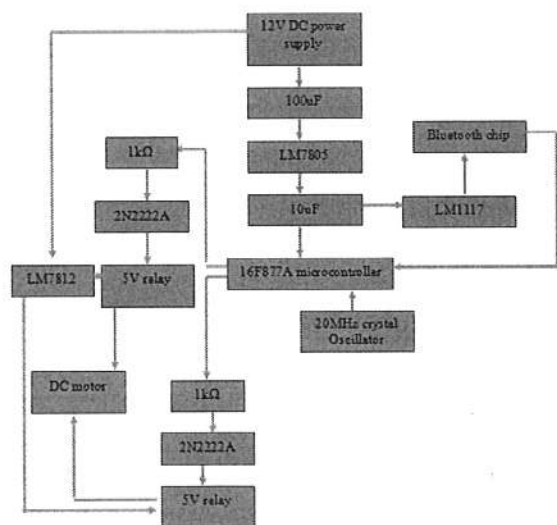 12V DC power
supply
100uF
1kΩ
LM7805
Bluetooth chip
2N2222A
10uF
LM1117
LM7812
5V relay
16F877A microcontroller
20MHz crystal
Oscillator
DC motor
1kΩ
2N2222A
5V relay